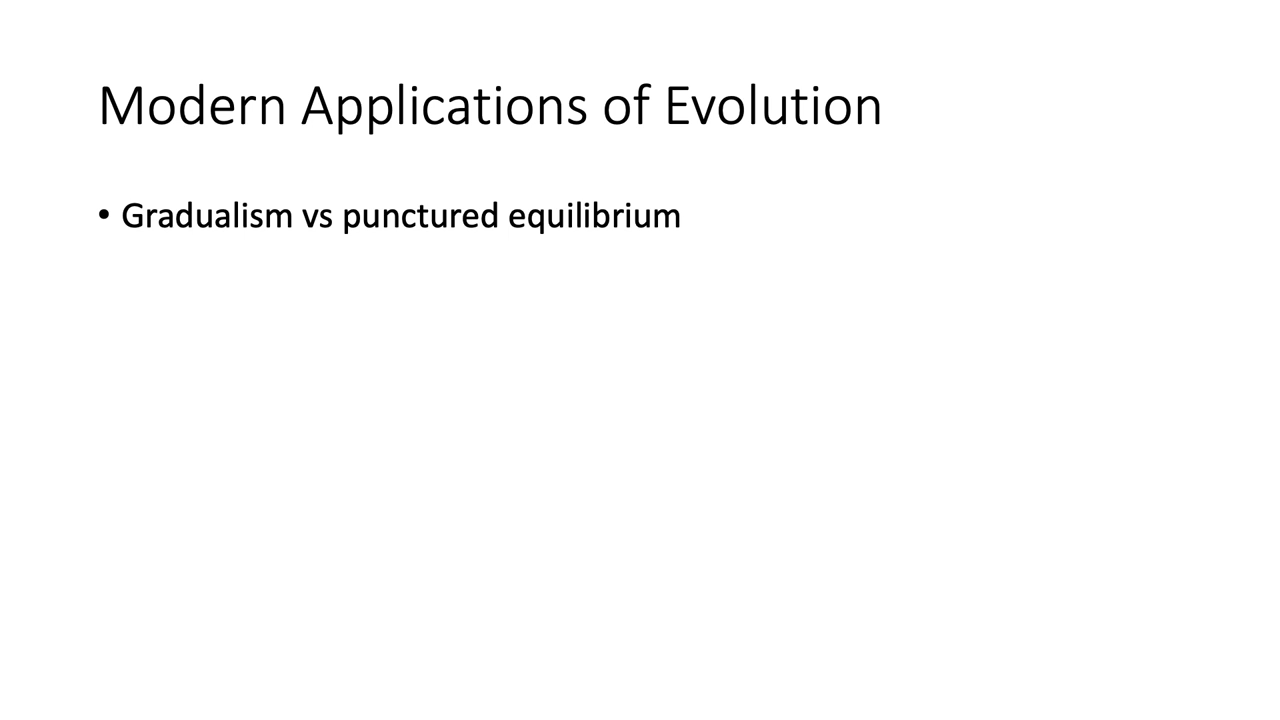 Modern Applications of Evolution
• Gradualism vs punctured equilibrium